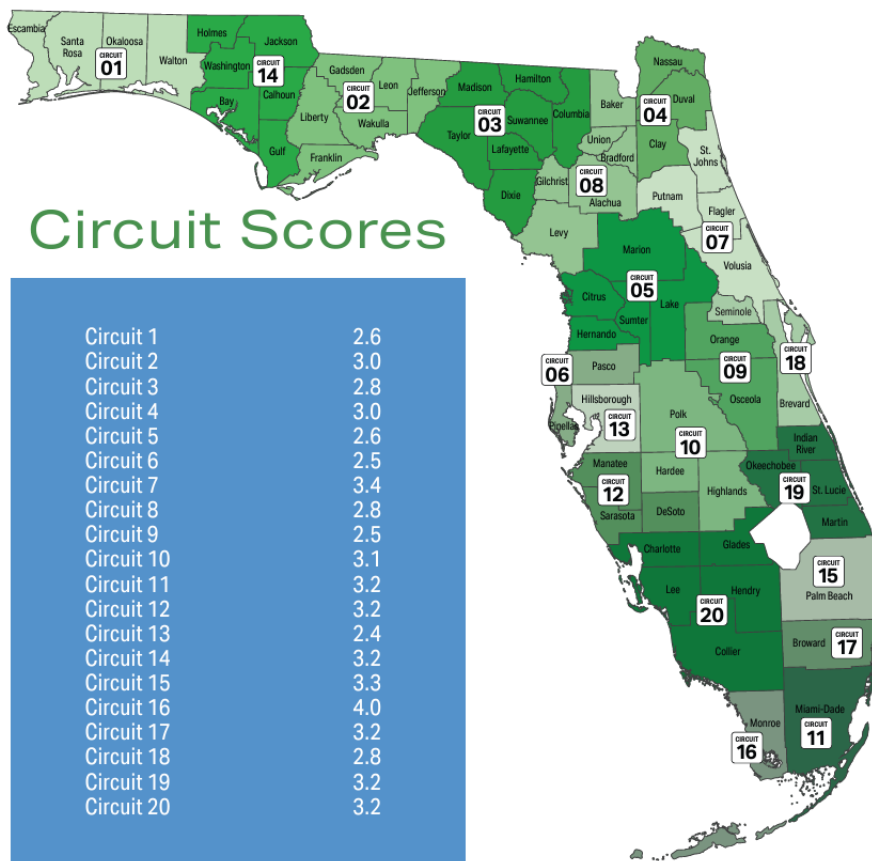 Escambia
Santa
Rosa
Okaloosa
Walton
CIRCUIT
01
Holmes
Jackson
Washington
CIRCUIT
14
Bay
Calhoun
Gulf
Gadsden
Leon
Jefferson
CIRCUIT
02
Liberty
Wakulla
Franklin
Madison
Hamilton
CIRCUIT
03
Suwannee
Columbia
Taylor
Lafayette
Dixie
Nassau
Baker
CIRCUIT
04
Duval
Union
Bradford
Clay
St.
Johns
Gilchrist
CIRCUIT
08
Alachua
Putnam
Levy
Flagler
CIRCUIT
07
Volusia
Marion
CIRCUIT
05
Citrus
Lake
Sumter
Hernando
Seminole
Orange
CIRCUIT
09
Osceola
CIRCUIT
18
Brevard
CIRCUIT
06
Pasco
Pinellas
Hillsborough
CIRCUIT
13
Polk
CIRCUIT
10
Hardee
Highlands
Manatee
CIRCUIT
12
Sarasota
DeSoto
Indian
River
Okeechobee
CIRCUIT
19
St. Lucie
Martin
Charlotte
Glades
Lee
Hendry
CIRCUIT
20
Collier
CIRCUIT
15
Palm Beach
Broward
CIRCUIT
17
Monroe
CIRCUIT
16
Miami-Dade
CIRCUIT
11
Circuit Scores
Circuit 1 2.6
Circuit 2 3.0
Circuit 3 2.8
Circuit 4 3.0
Circuit 5 2.6
Circuit 6 2.5
Circuit 7 3.4
Circuit 8 2.8
Circuit 9 2.5
Circuit 10 3.1
Circuit 11 3.2
Circuit 12 3.2
Circuit 13 2.4
Circuit 14 3.2
Circuit 15 3.3
Circuit 16 4.0
Circuit 17 3.2
Circuit 18 2.8
Circuit 19 3.2
Circuit 20 3.2